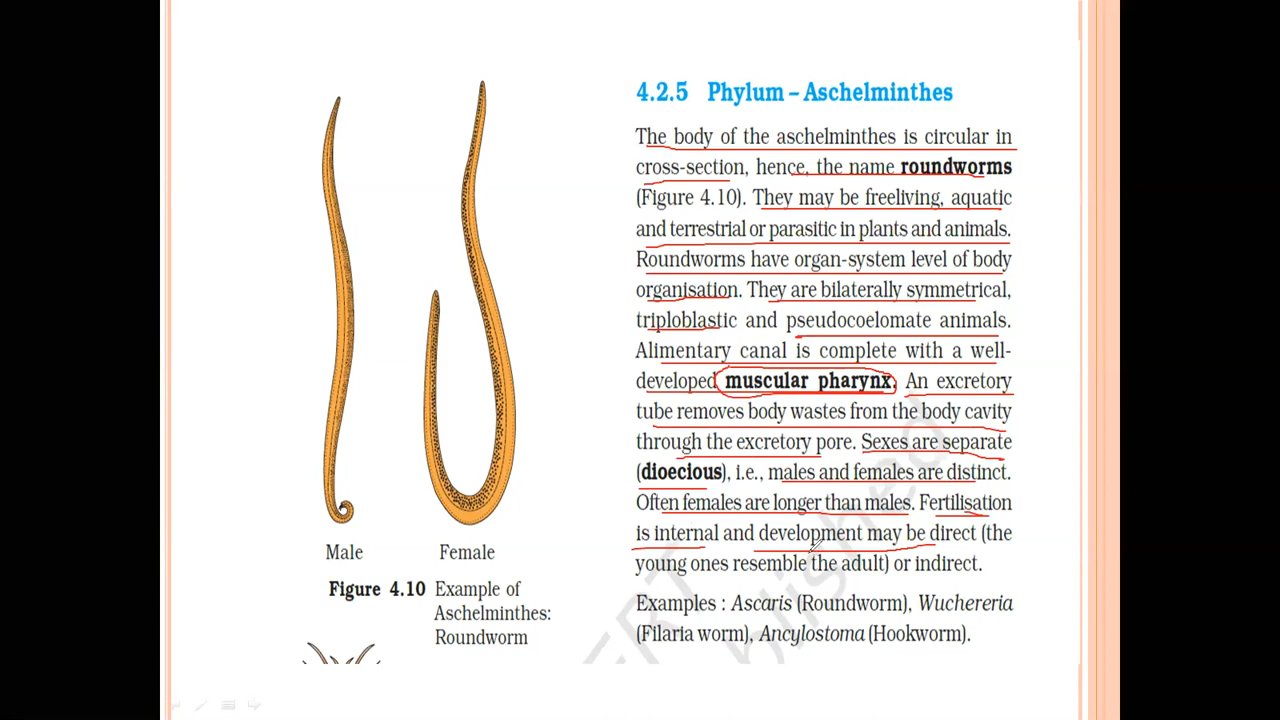 4.2.5 Phylum – Aschelminthes
The body of the aschelminthes is circular in
cross-section, hence, the name roundworms
(Figure 4.10). They may be freeliving, aquatic
and terrestrial or parasitic in plants and animals.
Roundworms have organ-system level of body
organisation. They are bilaterally symmetrical,
triploblastic and pseudocoelomate animals.
Alimentary canal is complete with a well-
developed muscular pharynx. An excretory
tube removes body wastes from the body cavity
through the excretory pore. Sexes are separate
(dioecious), i.e., males and females are distinct.
Often females are longer than males. Fertilisation
is internal and development may be direct (the
young ones resemble the adult) or indirect.
Examples : Ascaris (Roundworm), Wuchereria
(Filaria worm), Ancylostoma (Hookworm).
Male Female
Figure 4.10 Example of
Aschelminthes:
Roundworm